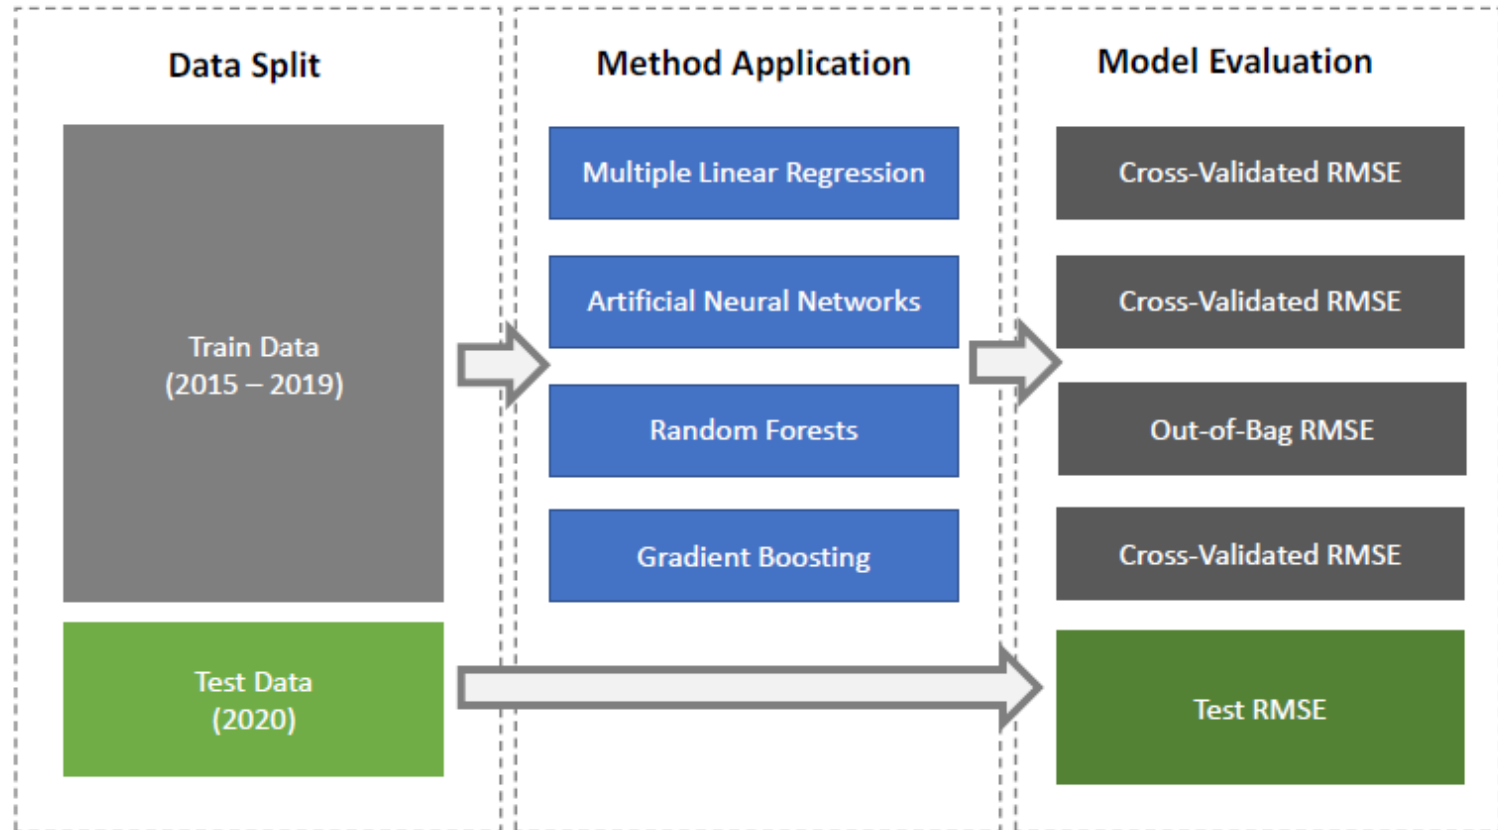 Data Split
Train Data
(2015 – 2019)
Test Data
(2020)
Method Application
Multiple Linear Regression
Artificial Neural Networks
Random Forests
Gradient Boosting
Model Evaluation
Cross-Validated RMSE
Cross-Validated RMSE
Out-of-Bag RMSE
Cross-Validated RMSE
Test RMSE